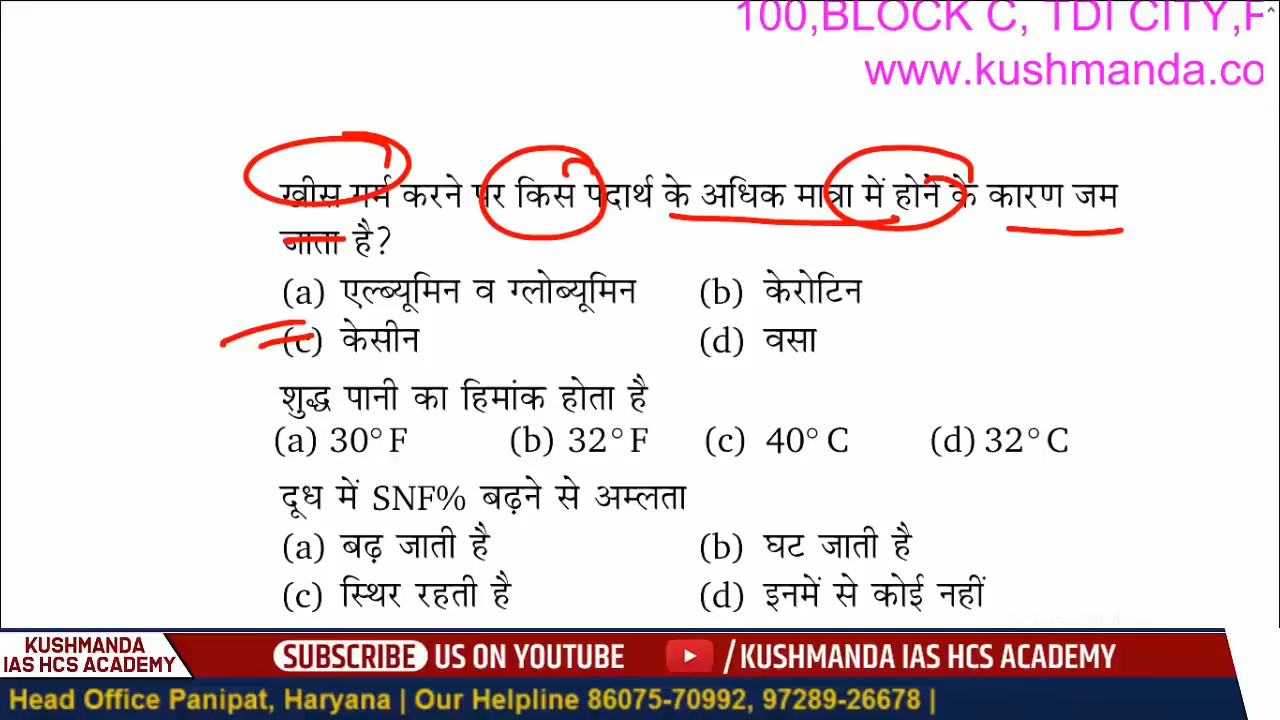 100,BLOCK C, TDI CITY,
www.kushmanda.co
खीस गर्म करने पर किस पदार्थ के अधिक मात्रा में होने के कारण जम
जाता है?
(a) एल्ब्यूमिन व ग्लोब्यूमिन (b) केरोटिन
(c) केसीन (d) वसा
शुद्ध पानी का हिमांक होता है
(a) 30°F (b) 32°F (c) 40°C (d) 32°C
दूध में SNF% बढ़ने से अम्लता
(a) बढ़ जाती है (b) घट जाती है
(c) स्थिर रहती है (d) इनमें से कोई नहीं
KUSHMANDA
IAS HCS ACADEMY
SUBSCRIBE US ON YOUTUBE /KUSHMANDA IAS HCS ACADEMY
Head Office Panipat, Haryana | Our Helpline 86075-70992, 97289-26678 |